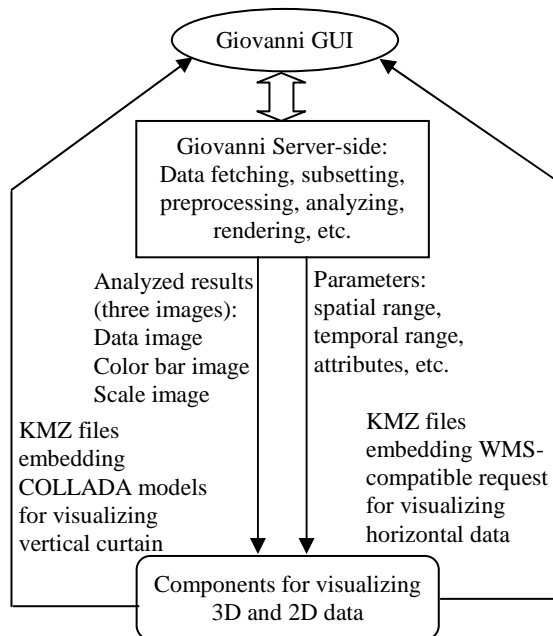 Giovanni GUI
Giovanni Server-side:
Data fetching, subsetting,
preprocessing, analyzing,
rendering, etc.
Analyzed results
(three images):
Data image
Color bar image
Scale image
Parameters:
spatial range,
temporal range,
attributes, etc.
KMZ files
embedding
COLLADA models
for visualizing
vertical curtain
KMZ files
embedding WMS-
compatible request
for visualizing
horizontal data
Components for visualizing
3D and 2D data